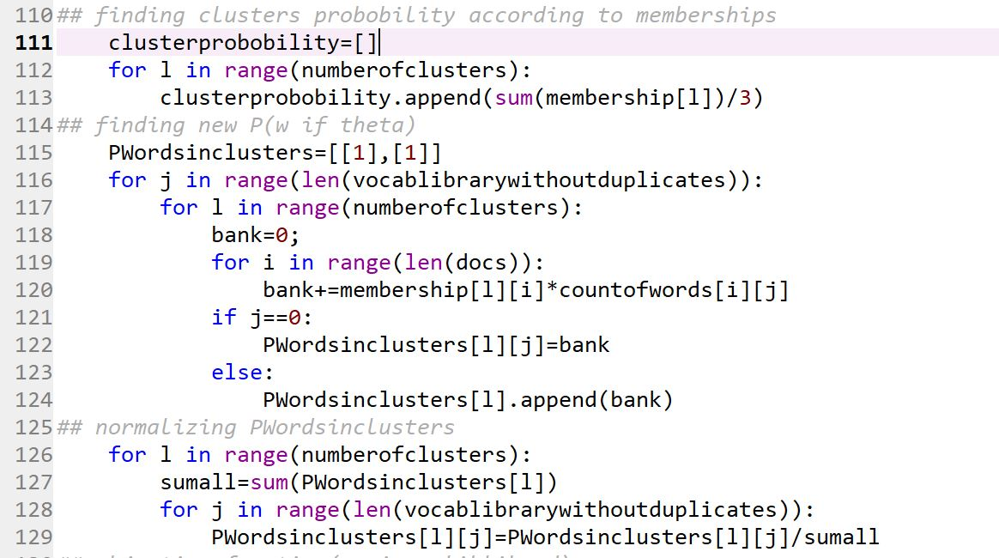 110 ## finding clusters probobility according to memberships
111     clusterprobobility=[]
112     for l in range(numberofclusters):
113         clusterprobobility.append(sum(membership[l])/3)
114 ## finding new P(w if theta)
115     PWordsinclusters=[[1],[1]]
116     for j in range(len(vocablibrarywithoutduplicates)):
117         for l in range(numberofclusters):
118             bank=0;
119             for i in range(len(docs)):
120                 bank+=membership[l][i]*countofwords[i][j]
121             if j==0:
122                 PWordsinclusters[l][j]=bank
123             else:
124                 PWordsinclusters[l].append(bank)
125 ## normalizing PWordsinclusters
126     for l in range(numberofclusters):
127         sumall=sum(PWordsinclusters[l])
128         for j in range(len(vocablibrarywithoutduplicates)):
129             PWordsinclusters[l][j]=PWordsinclusters[l][j]/sumall